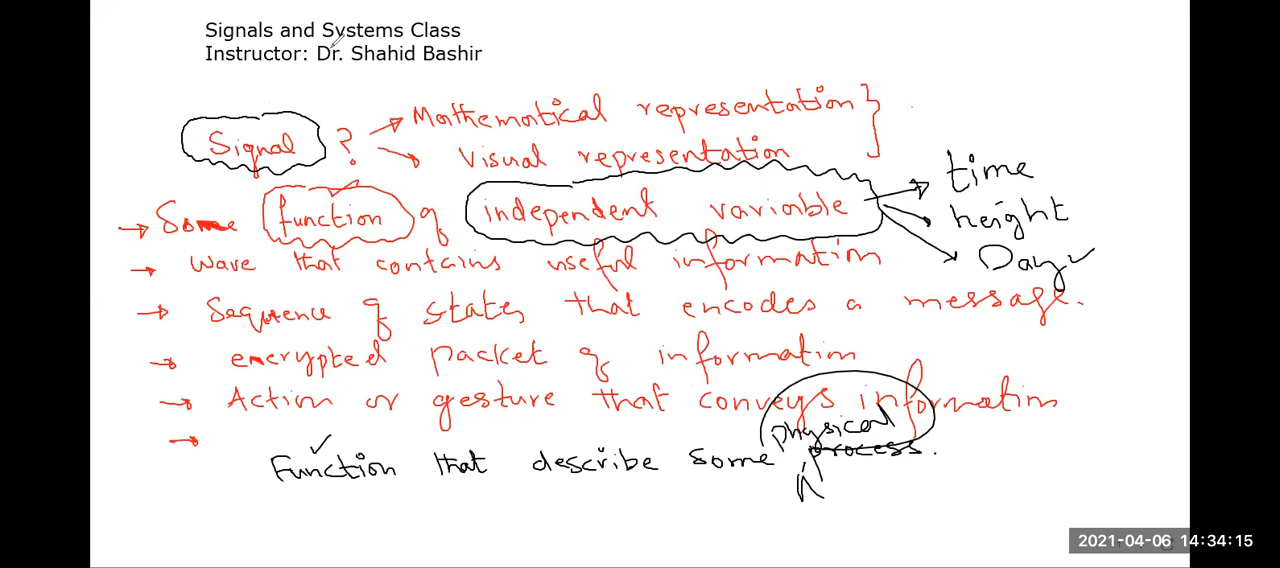 Signals and Systems Class
Instructor: Dr. Shahid Bashir
Signal ? → Mathematical representation }
→ Visual representation
→ Some function of independent variable → time
→ height
→ Day
→ Wave that contains useful information
→ Sequence of states that encodes a message.
→ encrypted packet of information
→ Action or gesture that conveys information
→
physical
Function that describe some process.
2021-04-06 14:34:15